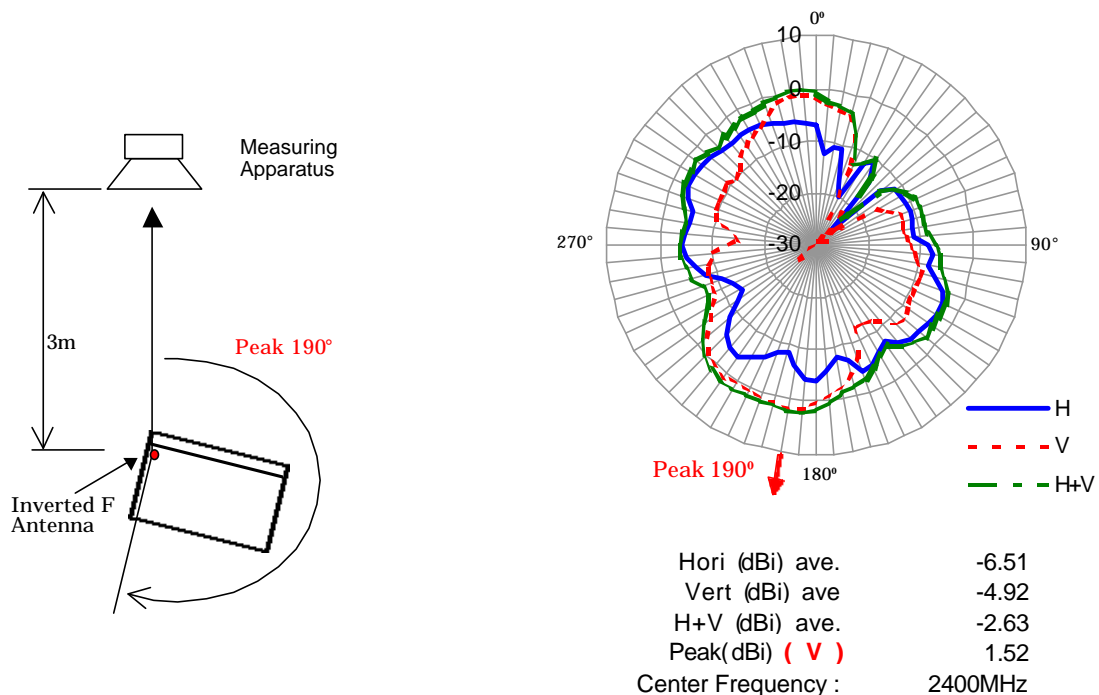 Measuring
Apparatus
3m
Peak 190°
Inverted F
Antenna
0°
10
0
-10
-20
-30
270°
90°
180°
Peak 190°
H
V
H+V
Hori (dBi) ave. -6.51
Vert (dBi) ave -4.92
H+V (dBi) ave. -2.63
Peak(dBi) ( V ) 1.52
Center Frequency : 2400MHz